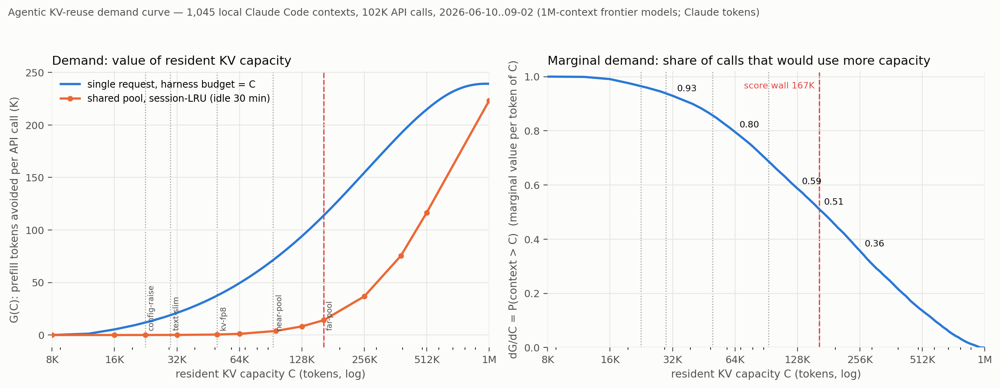 Agentic KV-reuse demand curve — 1,045 local Claude Code contexts, 102K API calls, 2026-06-10..09-02 (1M-context frontier models; Claude tokens)
Demand: value of resident KV capacity
G(C): prefill tokens avoided per API call (K)
250
200
150
100
50
0
single request, harness budget = C
shared pool, session-LRU (idle 30 min)
config-raise
text-slim
kv-fp8
near-pool
far-pool
8K 16K 32K 64K 128K 256K 512K 1M
resident KV capacity C (tokens, log)
Marginal demand: share of calls that would use more capacity
dG/dC = P(context > C) (marginal value per token of C)
1.0
0.8
0.6
0.4
0.2
0.0
score wall 167K
0.93
0.80
0.59
0.51
0.36
8K 16K 32K 64K 128K 256K 512K 1M
resident KV capacity C (tokens, log)